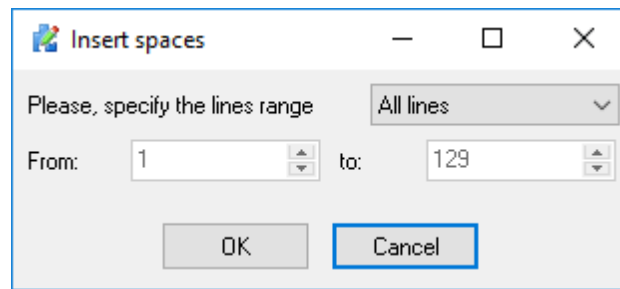 Insert spaces
Please, specify the lines range All lines
From: 1 to: 129
OK Cancel